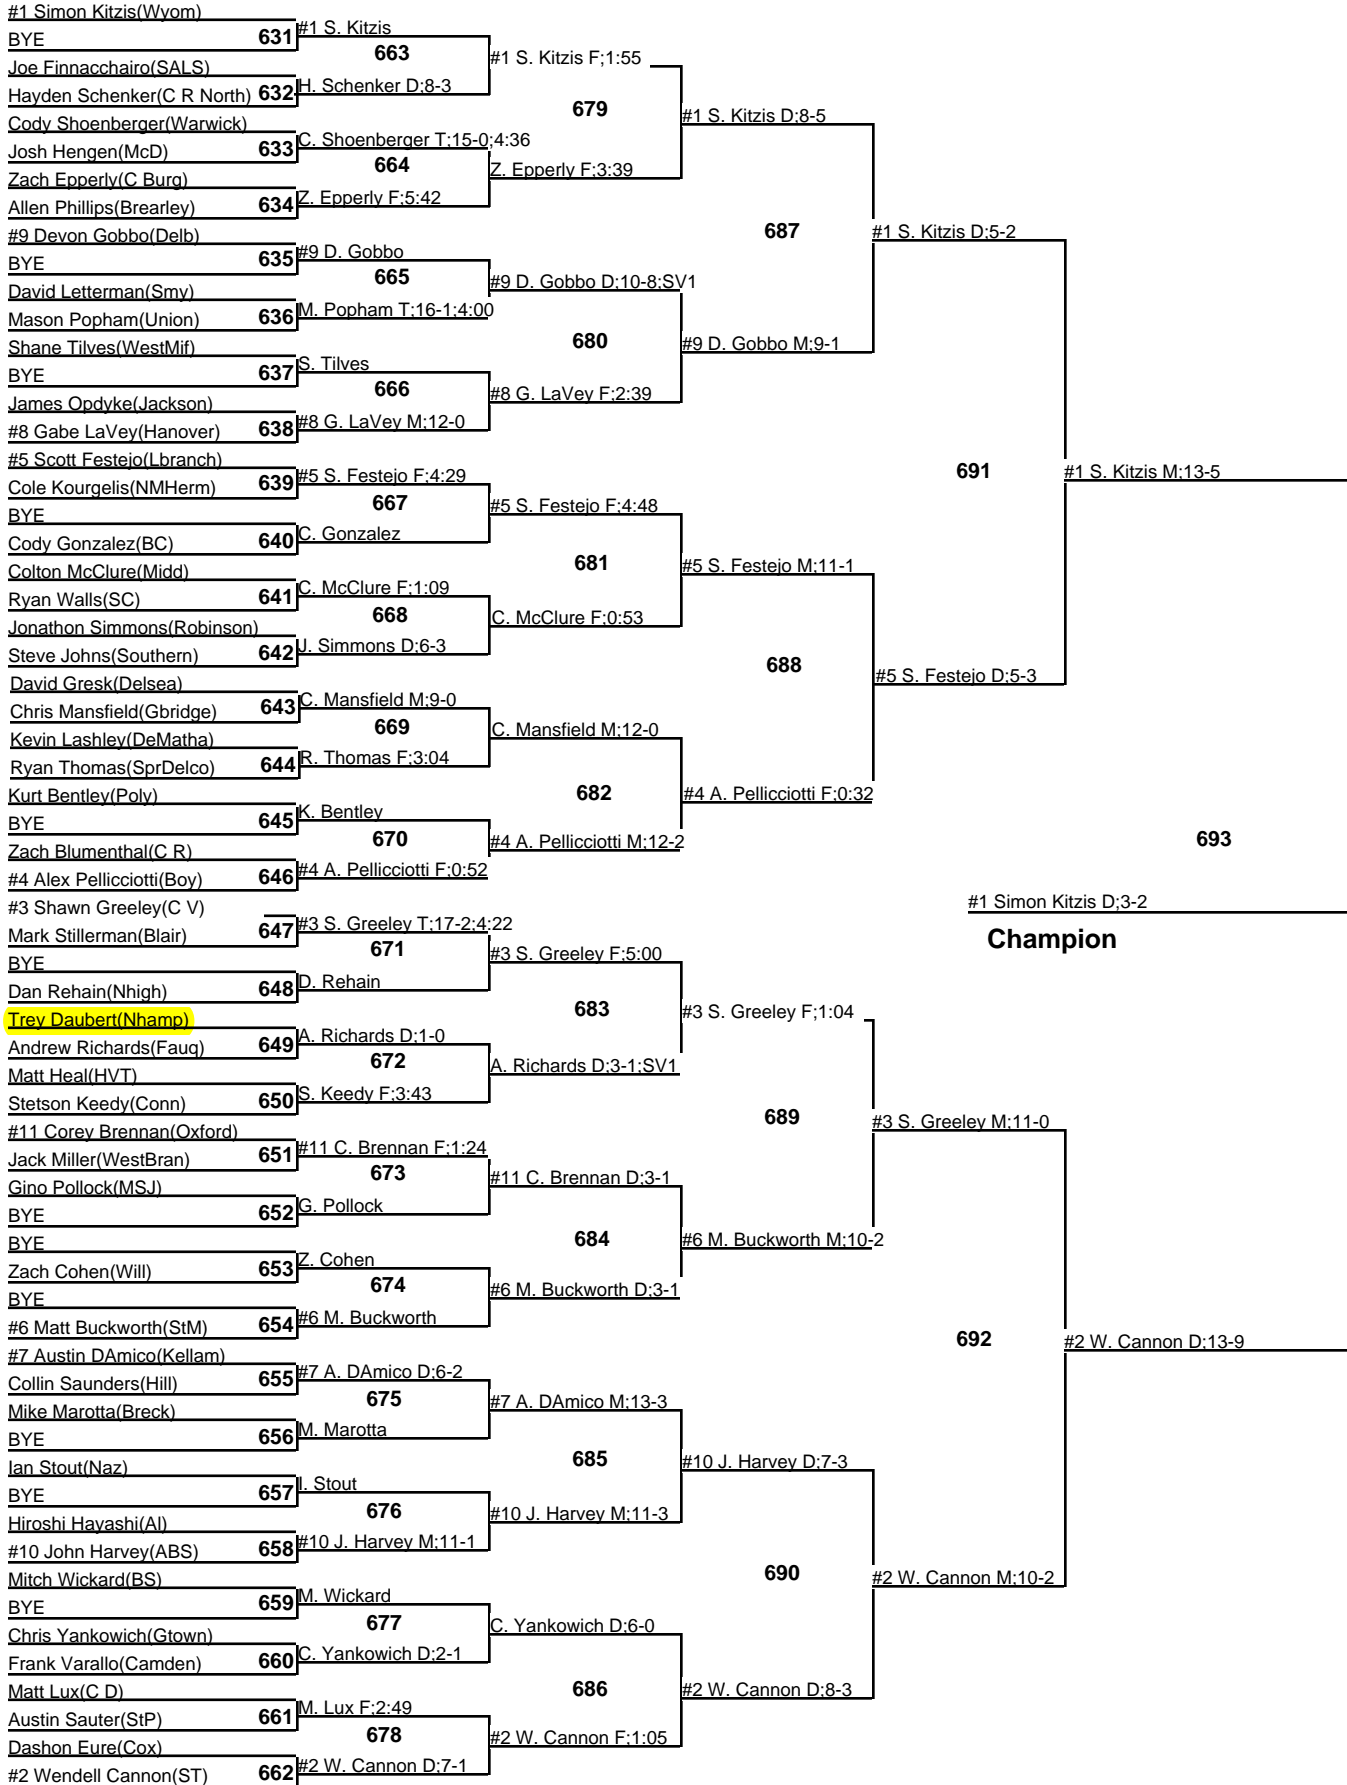 #1 Simon Kitzis(Wyom)
BYE
631
Joe Finnacchairo(SALS)
Hayden Schenker(C R North)
632
Cody Shoenberger(Warwick)
Josh Hengen(McD)
633
Zach Epperly(C Burg)
Allen Phillips(Brearley)
634
#9 Devon Gobbo(Delb)
BYE
635
David Letterman(Smy)
Mason Popham(Union)
636
Shane Tilves(WestMif)
BYE
637
James Opdyke(Jackson)
#8 Gabe LaVey(Hanover)
638
#5 Scott Festejo(Lbranch)
Cole Kourgelis(NMHerm)
639
BYE
Cody Gonzalez(BC)
640
Colton McClure(Midd)
Ryan Walls(SC)
641
Jonathon Simmons(Robinson)
Steve Johns(Southern)
642
David Gresk(Delsea)
Chris Mansfield(Gbridge)
643
Kevin Lashley(DeMatha)
Ryan Thomas(SprDelco)
644
Kurt Bentley(Poly)
BYE
645
Zach Blumenthal(C R)
#4 Alex Pellicciotti(Boy)
646
#3 Shawn Greeley(C V)
Mark Stillerman(Blair)
647
BYE
Dan Rehain(Nhigh)
648
Trey Daubert(Nhamp)
Andrew Richards(Fauq)
649
Matt Heal(HVT)
Stetson Keedy(Conn)
650
#11 Corey Brennan(Oxford)
Jack Miller(WestBran)
651
Gino Pollock(MSJ)
BYE
652
BYE
Zach Cohen(Will)
653
BYE
#6 Matt Buckworth(StM)
654
#7 Austin DAmico(Kellam)
Collin Saunders(Hill)
655
Mike Marotta(Breck)
BYE
656
Ian Stout(Naz)
BYE
657
Hiroshi Hayashi(Al)
#10 John Harvey(ABS)
658
Mitch Wickard(BS)
BYE
659
Chris Yankowich(Gtown)
Frank Varallo(Camden)
660
Matt Lux(C D)
Austin Sauter(StP)
661
Dashon Eure(Cox)
#2 Wendell Cannon(ST)
662
#1 S. Kitzis
663
H. Schenker D;8-3
C. Shoenberger T;15-0;4:36
664
Z. Epperly F;5:42
#9 D. Gobbo
665
M. Popham T;16-1;4:00
S. Tilves
666
#8 G. LaVey M;12-0
#5 S. Festejo F;4:29
667
C. Gonzalez
C. McClure F;1:09
668
J. Simmons D;6-3
C. Mansfield M;9-0
669
R. Thomas F;3:04
K. Bentley
670
#4 A. Pellicciotti F;0:52
#3 S. Greeley T;17-2;4:22
671
D. Rehain
A. Richards D;1-0
672
S. Keedy F;3:43
#11 C. Brennan F;1:24
673
G. Pollock
Z. Cohen
674
#6 M. Buckworth
#7 A. DAmico D;6-2
675
M. Marotta
I. Stout
676
#10 J. Harvey M;11-1
M. Wickard
677
C. Yankowich D;2-1
M. Lux F;2:49
678
#2 W. Cannon D;7-1
#1 S. Kitzis F;1:55
679
Z. Epperly F;3:39
#9 D. Gobbo D;10-8;SV1
680
#8 G. LaVey F;2:39
#5 S. Festejo F;4:48
681
C. McClure F;0:53
C. Mansfield M;12-0
682
#4 A. Pellicciotti M;12-2
#3 S. Greeley F;5:00
683
A. Richards D;3-1;SV1
#11 C. Brennan D;3-1
684
#6 M. Buckworth D;3-1
#7 A. DAmico M;13-3
685
#10 J. Harvey M;11-3
C. Yankowich D;6-0
686
#2 W. Cannon F;1:05
#1 S. Kitzis D;8-5
687
#9 D. Gobbo M;9-1
#5 S. Festejo M;11-1
688
#4 A. Pellicciotti F;0:32
#3 S. Greeley F;1:04
689
#6 M. Buckworth M;10-2
#10 J. Harvey D;7-3
690
#2 W. Cannon D;8-3
#1 S. Kitzis D;5-2
691
#5 S. Festejo D;5-3
#3 S. Greeley M;11-0
692
#2 W. Cannon M;10-2
#1 S. Kitzis M;13-5
693
#2 W. Cannon D;13-9
#1 Simon Kitzis D;3-2
Champion